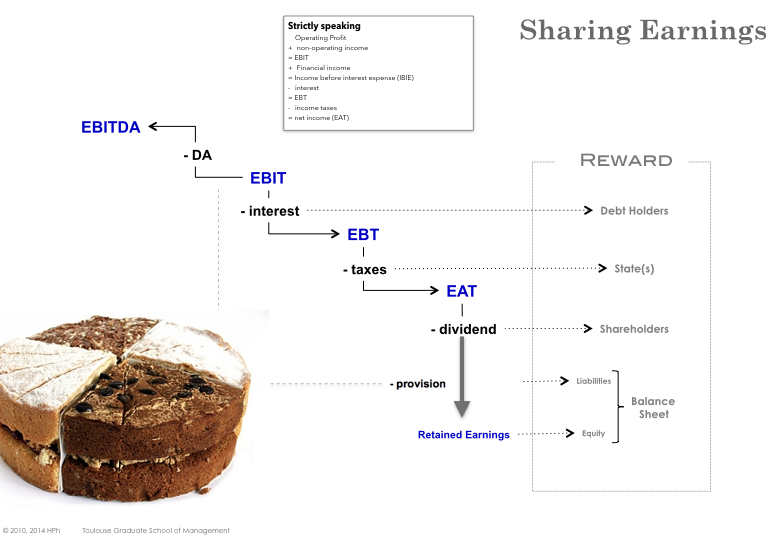 Sharing Earnings
Strictly speaking
Operating Profit
+ non-operating income
= EBIT
+ Financial income
= Income before interest expense (IBIE)
- interest
= EBT
- income taxes
= net income (EAT)
EBITDA
- DA
EBIT
- interest
EBT
- taxes
EAT
- dividend
- provision
Retained Earnings
REWARD
Debt Holders
State(s)
Shareholders
Liabilities
Equity
Balance
Sheet
© 2010, 2014 HPh Toulouse Graduate School of Management